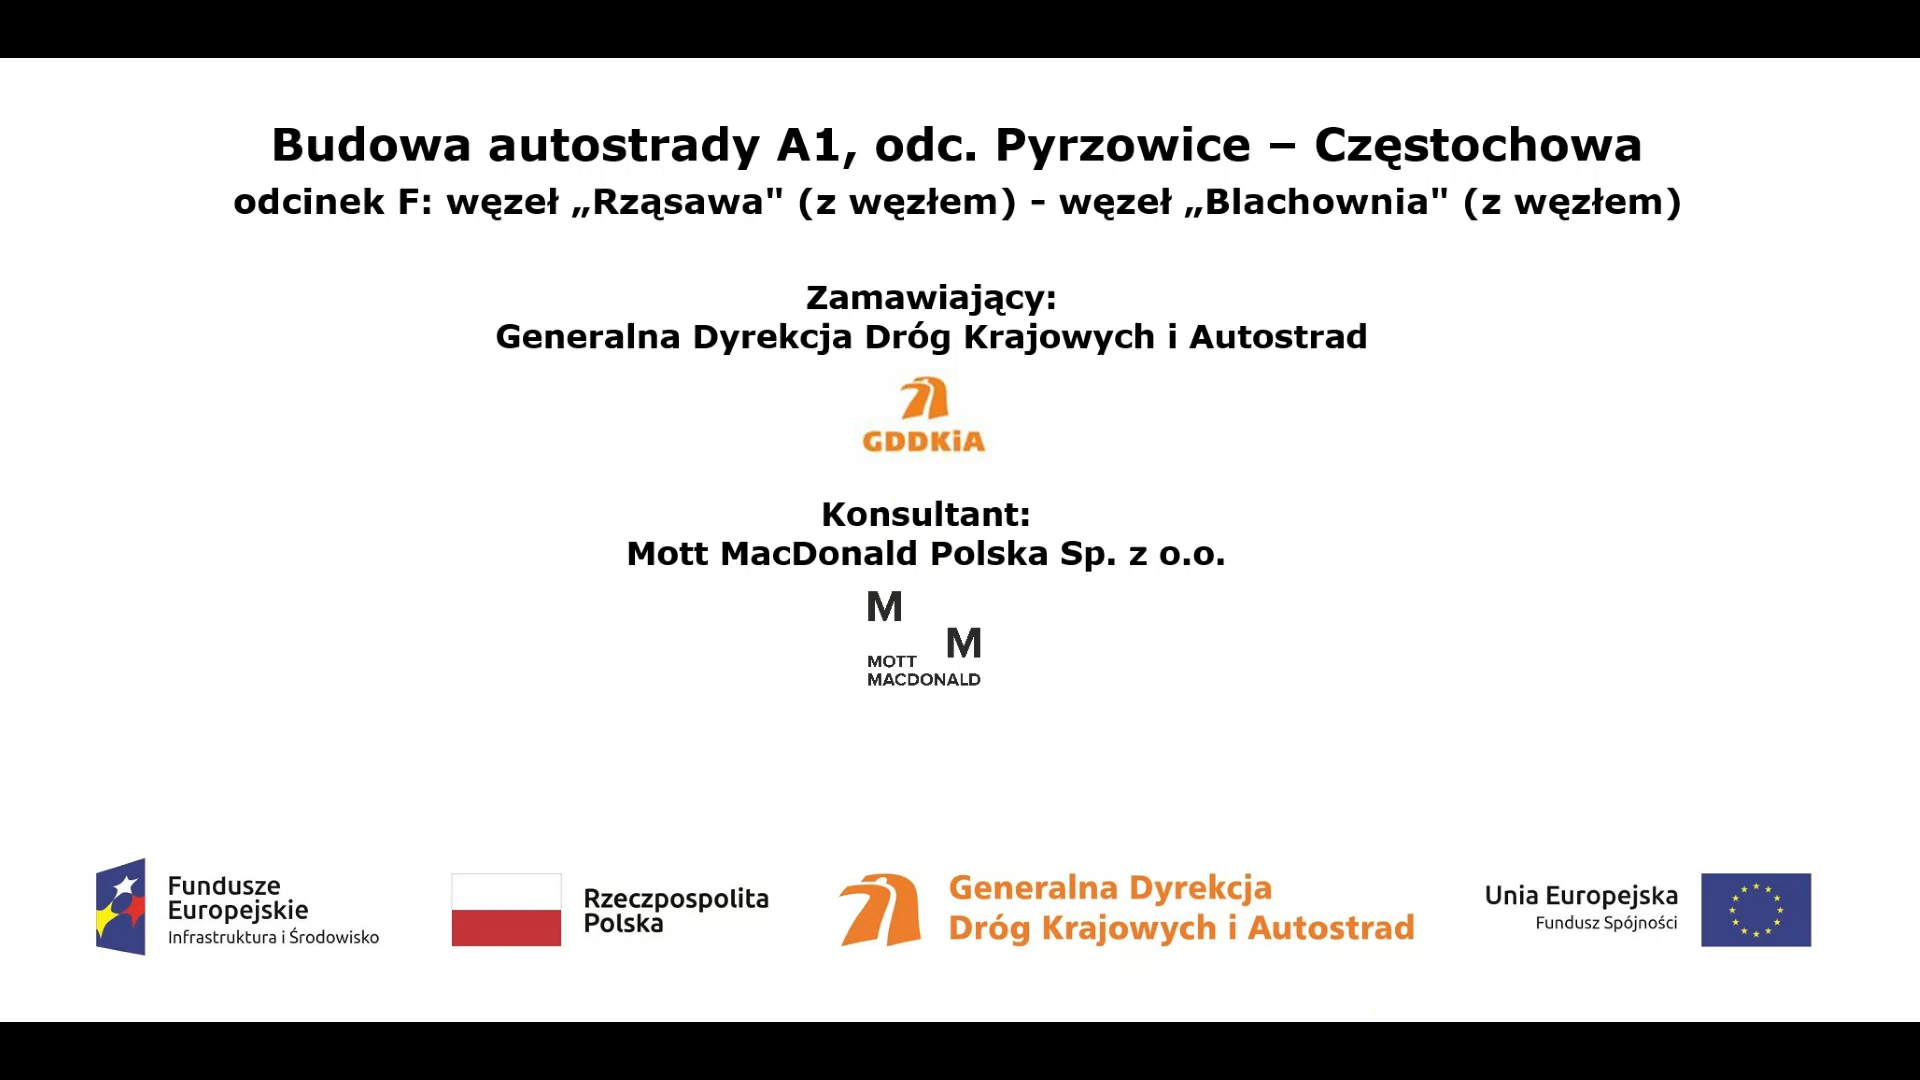 Budowa autostrady A1, odc. Pyrzowice – Częstochowa
odcinek F: węzeł „Rząsawa" (z węzłem) - węzeł „Blachownia" (z węzłem)
Zamawiający:
Generalna Dyrekcja Dróg Krajowych i Autostrad
GDDKiA
Konsultant:
Mott MacDonald Polska Sp. z o.o.
M
M
MOTT
MACDONALD
Fundusze
Europejskie
Infrastruktura i Środowisko
Rzeczpospolita
Polska
Generalna Dyrekcja
Dróg Krajowych i Autostrad
Unia Europejska
Fundusz Spójności